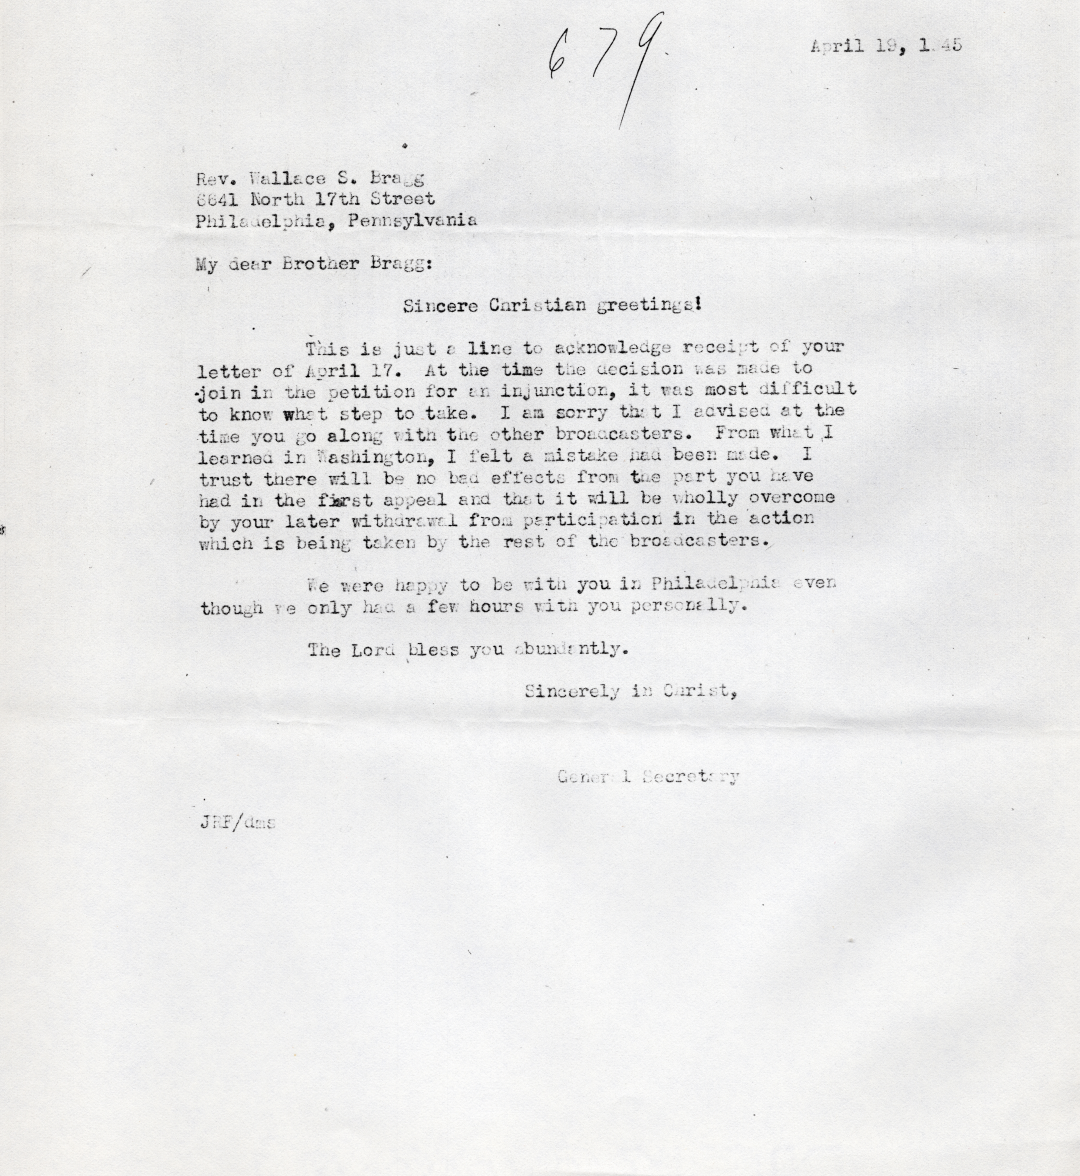 679.
April 19, 1945
Rev. Wallace S. Bragg
6641 North 17th Street
Philadelphia, Pennsylvania
My dear Brother Bragg:
Sincere Christian greetings!
This is just a line to acknowledge receipt of your
letter of April 17. At the time the decision was made to
join in the petition for an injunction, it was most difficult
to know what step to take. I am sorry that I advised at the
time you go along with the other broadcasters. From what I
learned in Washington, I felt a mistake had been made. I
trust there will be no bad effects from the part you have
had in the first appeal and that it will be wholly overcome
by your later withdrawal from participation in the action
which is being taken by the rest of the broadcasters.
We were happy to be with you in Philadelphia even
though we only had a few hours with you personally.
The Lord bless you abundantly.
Sincerely in Christ,
General Secretary
JRF/dms